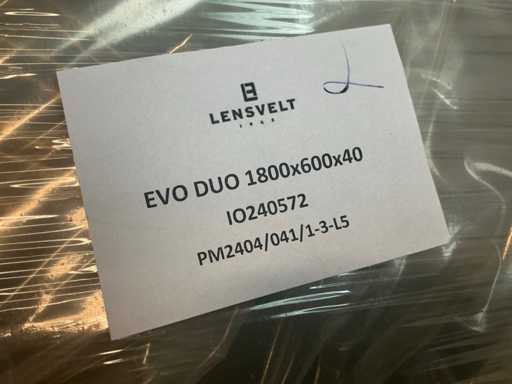 LENSVELT
EVO DUO 1800x600x40
IO240572
PM2404/041/1-3-L5